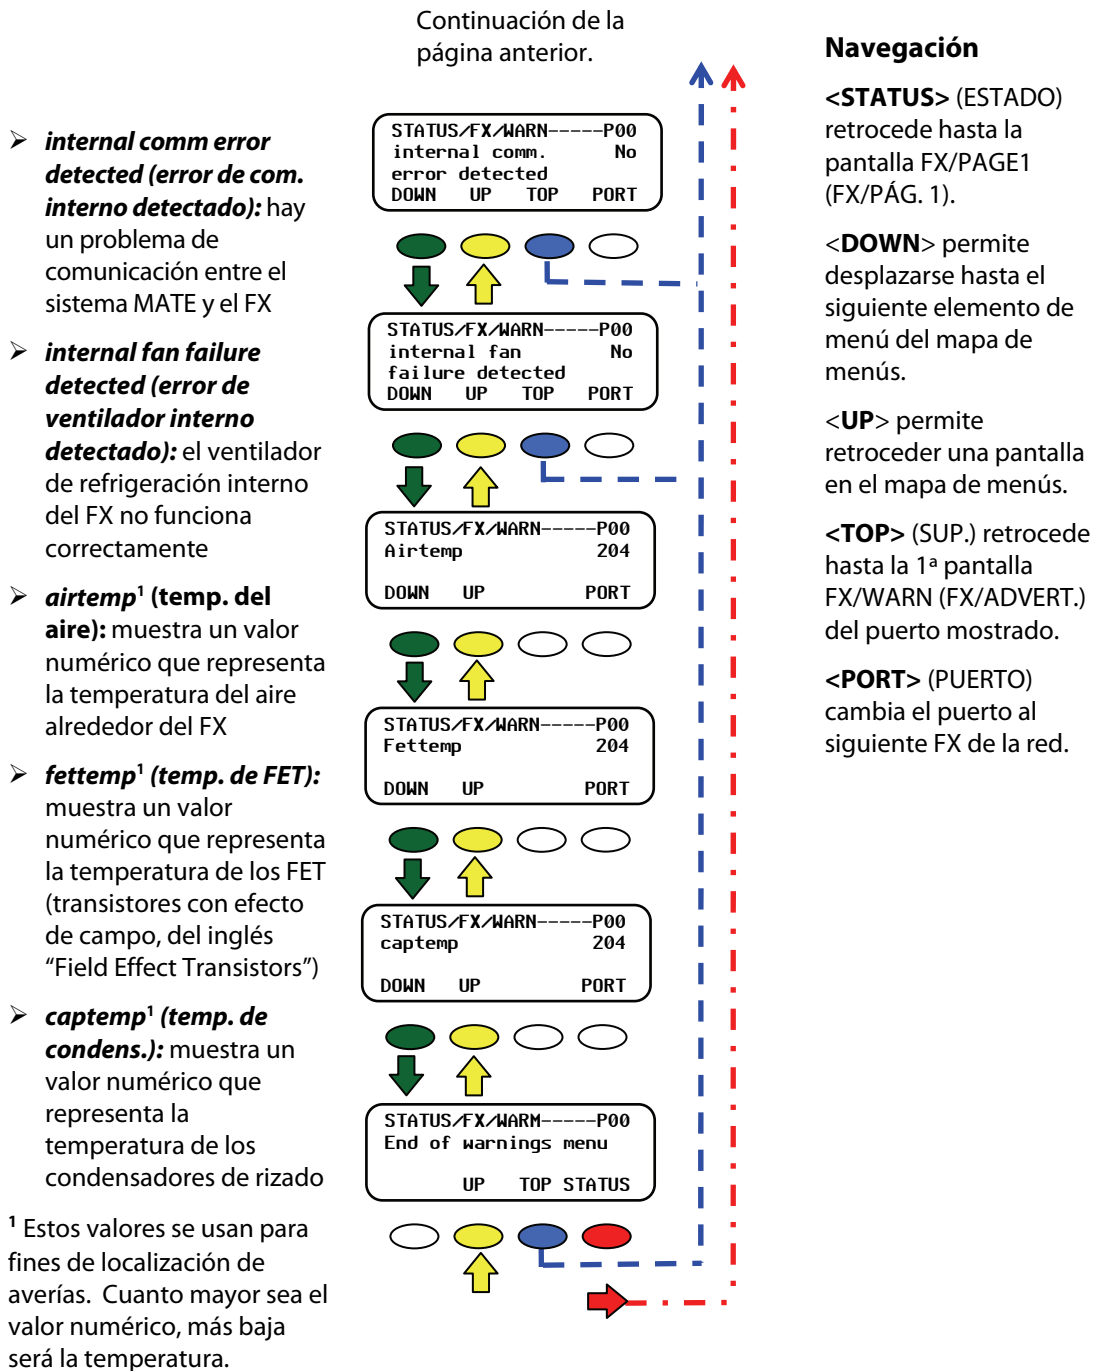 Continuación de la
página anterior.
➢ internal comm error
detected (error de com.
interno detectado): hay
un problema de
comunicación entre el
sistema MATE y el FX
➢ internal fan failure
detected (error de
ventilador interno
detectado): el ventilador
de refrigeración interno
del FX no funciona
correctamente
➢ airtemp¹ (temp. del
aire): muestra un valor
numérico que representa
la temperatura del aire
alrededor del FX
➢ fettemp¹ (temp. de FET):
muestra un valor
numérico que representa
la temperatura de los FET
(transistores con efecto
de campo, del inglés
“Field Effect Transistors”)
➢ captemp¹ (temp. de
condens.): muestra un
valor numérico que
representa la
temperatura de los
condensadores de rizado
¹ Estos valores se usan para
fines de localización de
averías. Cuanto mayor sea el
valor numérico, más baja
será la temperatura.
STATUS/FX/WARN-----P00
internal comm. No
error detected
DOWN UP TOP PORT
STATUS/FX/WARN-----P00
internal fan No
failure detected
DOWN UP TOP PORT
STATUS/FX/WARN-----P00
Airtemp 204
DOWN UP PORT
STATUS/FX/WARN-----P00
Fettemp 204
DOWN UP PORT
STATUS/FX/WARN-----P00
captemp 204
DOWN UP PORT
STATUS/FX/WARM-----P00
End of warnings menu
UP TOP STATUS
Navegación
<STATUS> (ESTADO)
retrocede hasta la
pantalla FX/PAGE1
(FX/PÁG. 1).
<DOWN> permite
desplazarse hasta el
siguiente elemento de
menú del mapa de
menús.
<UP> permite
retroceder una pantalla
en el mapa de menús.
<TOP> (SUP.) retrocede
hasta la 1ª pantalla
FX/WARN (FX/ADVERT.)
del puerto mostrado.
<PORT> (PUERTO)
cambia el puerto al
siguiente FX de la red.